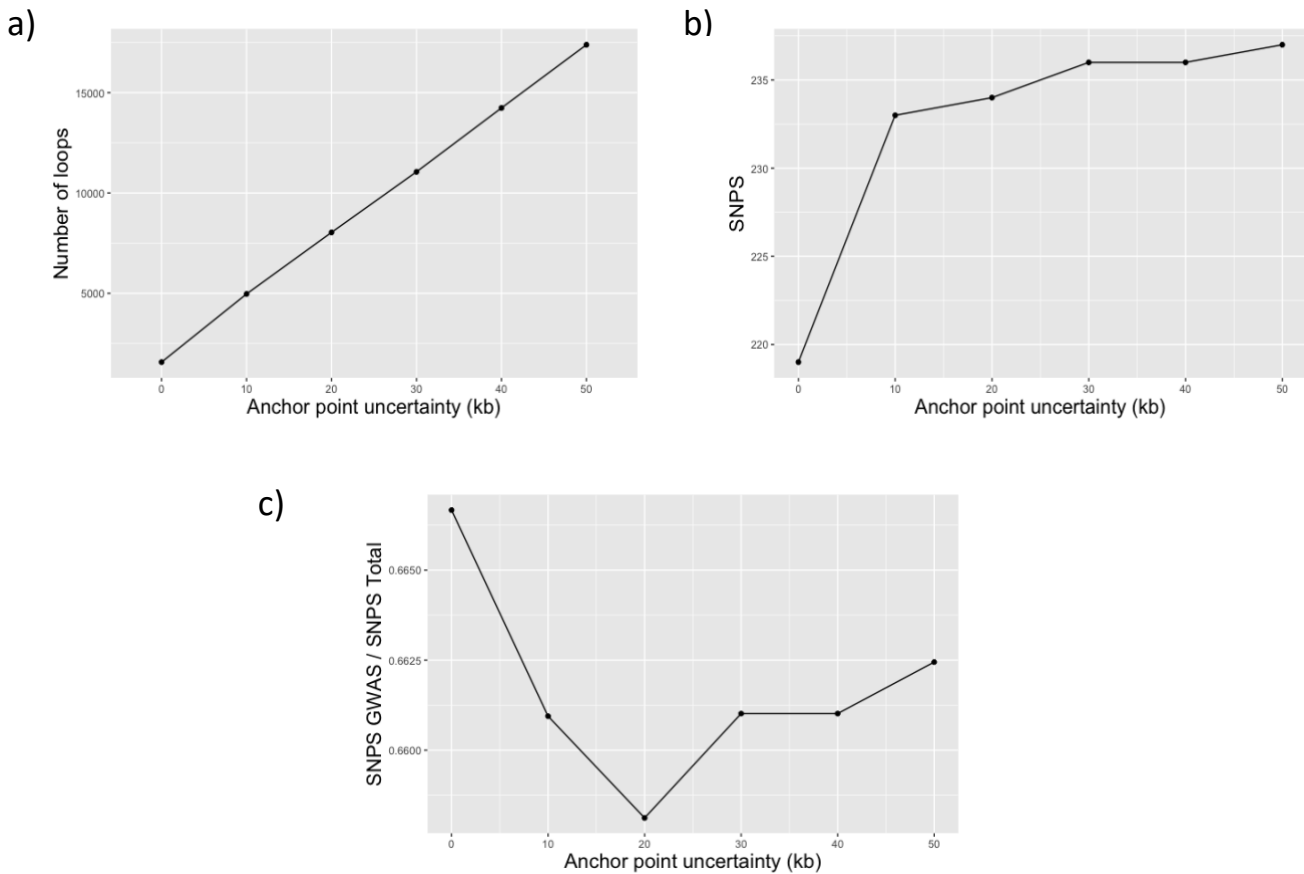 a)
Number of loops
15000
10000
5000
0 10 20 30 40 50
Anchor point uncertainty (kb)
b)
SNPS
235
230
225
220
0 10 20 30 40 50
Anchor point uncertainty (kb)
c)
SNPS GWAS / SNPS Total
0.6650
0.6625
0.6600
0 10 20 30 40 50
Anchor point uncertainty (kb)